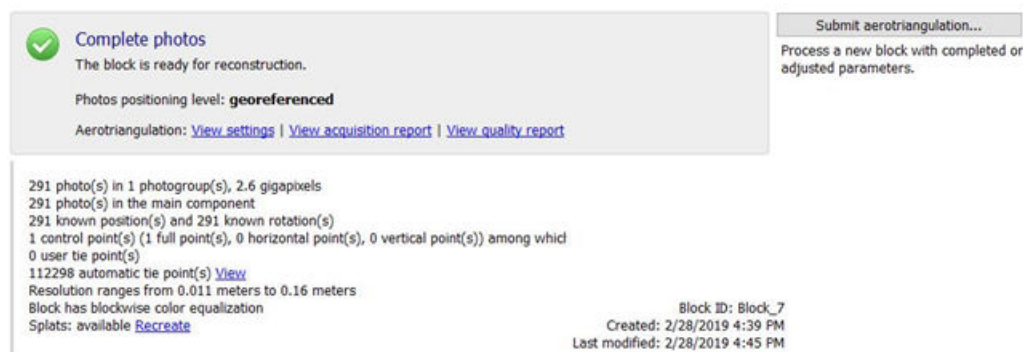 Complete photos
The block is ready for reconstruction.
Photos positioning level: georeferenced
Aerotriangulation: View settings | View acquisition report | View quality report
Submit aerotriangulation...
Process a new block with completed or
adjusted parameters.
291 photo(s) in 1 photogroup(s), 2.6 gigapixels
291 photo(s) in the main component
291 known position(s) and 291 known rotation(s)
1 control point(s) (1 full point(s), 0 horizontal point(s), 0 vertical point(s)) among which
0 user tie point(s)
112298 automatic tie point(s) View
Resolution ranges from 0.011 meters to 0.16 meters
Block has blockwise color equalization
Splats: available Recreate
Block ID: Block_7
Created: 2/28/2019 4:39 PM
Last modified: 2/28/2019 4:45 PM